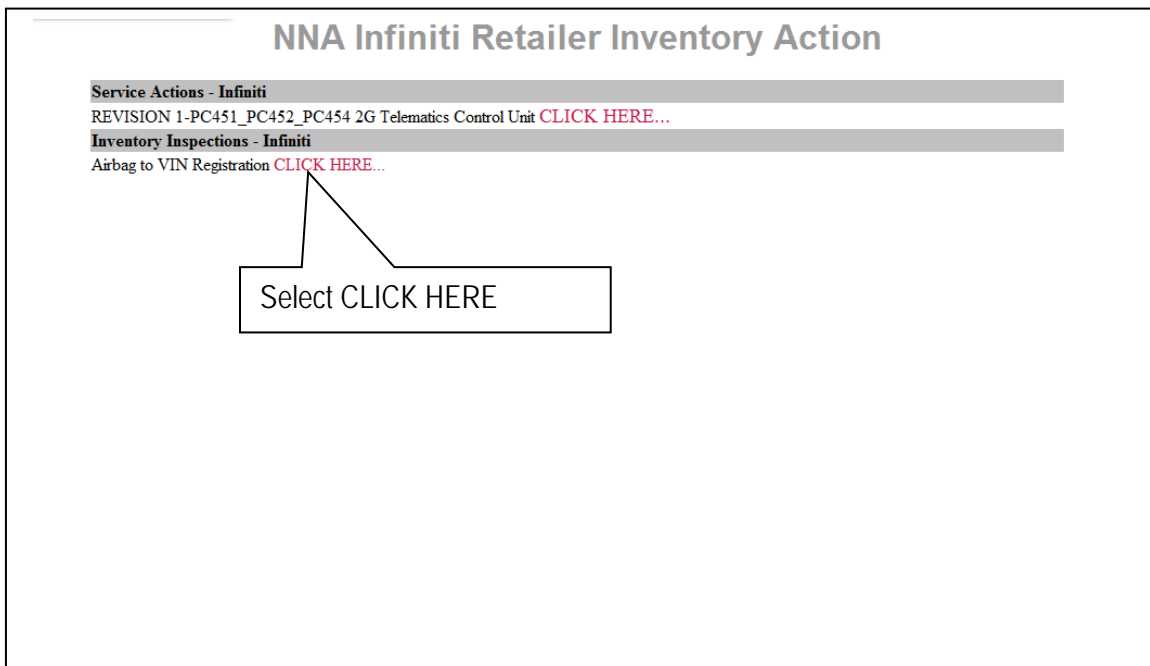 NNA Infiniti Retailer Inventory Action
Service Actions - Infiniti
REVISION 1-PC451_PC452_PC454 2G Telematics Control Unit CLICK HERE...
Inventory Inspections - Infiniti
Airbag to VIN Registration CLICK HERE...
Select CLICK HERE